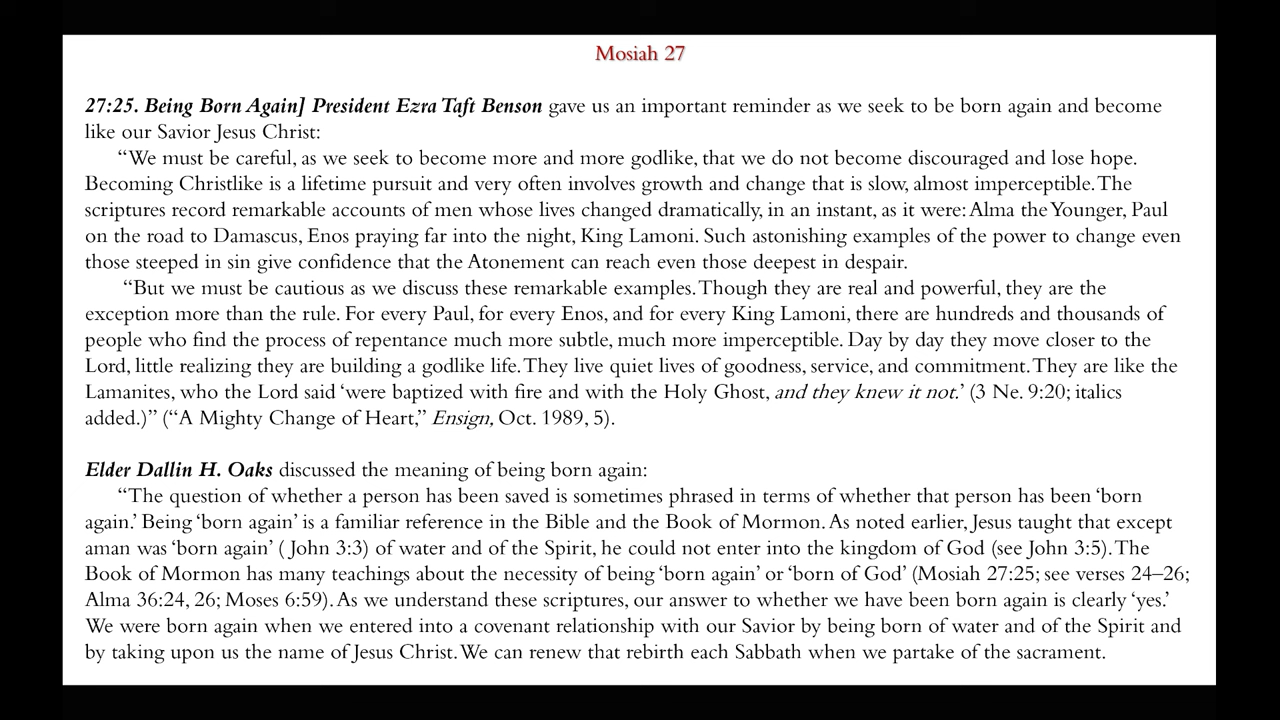 Mosiah 27
27:25. Being Born Again] President Ezra Taft Benson gave us an important reminder as we seek to be born again and become
like our Savior Jesus Christ:
“We must be careful, as we seek to become more and more godlike, that we do not become discouraged and lose hope.
Becoming Christlike is a lifetime pursuit and very often involves growth and change that is slow, almost imperceptible. The
scriptures record remarkable accounts of men whose lives changed dramatically, in an instant, as it were: Alma the Younger, Paul
on the road to Damascus, Enos praying far into the night, King Lamoni. Such astonishing examples of the power to change even
those steeped in sin give confidence that the Atonement can reach even those deepest in despair.
“But we must be cautious as we discuss these remarkable examples. Though they are real and powerful, they are the
exception more than the rule. For every Paul, for every Enos, and for every King Lamoni, there are hundreds and thousands of
people who find the process of repentance much more subtle, much more imperceptible. Day by day they move closer to the
Lord, little realizing they are building a godlike life. They live quiet lives of goodness, service, and commitment. They are like the
Lamanites, who the Lord said ‘were baptized with fire and with the Holy Ghost, and they knew it not.’ (3 Ne. 9:20; italics
added.)” (“A Mighty Change of Heart,” Ensign, Oct. 1989, 5).
Elder Dallin H. Oaks discussed the meaning of being born again:
“The question of whether a person has been saved is sometimes phrased in terms of whether that person has been ‘born
again.’ Being ‘born again’ is a familiar reference in the Bible and the Book of Mormon. As noted earlier, Jesus taught that except
aman was ‘born again’ ( John 3:3) of water and of the Spirit, he could not enter into the kingdom of God (see John 3:5). The
Book of Mormon has many teachings about the necessity of being ‘born again’ or ‘born of God’ (Mosiah 27:25; see verses 24–26;
Alma 36:24, 26; Moses 6:59). As we understand these scriptures, our answer to whether we have been born again is clearly ‘yes.’
We were born again when we entered into a covenant relationship with our Savior by being born of water and of the Spirit and
by taking upon us the name of Jesus Christ. We can renew that rebirth each Sabbath when we partake of the sacrament.